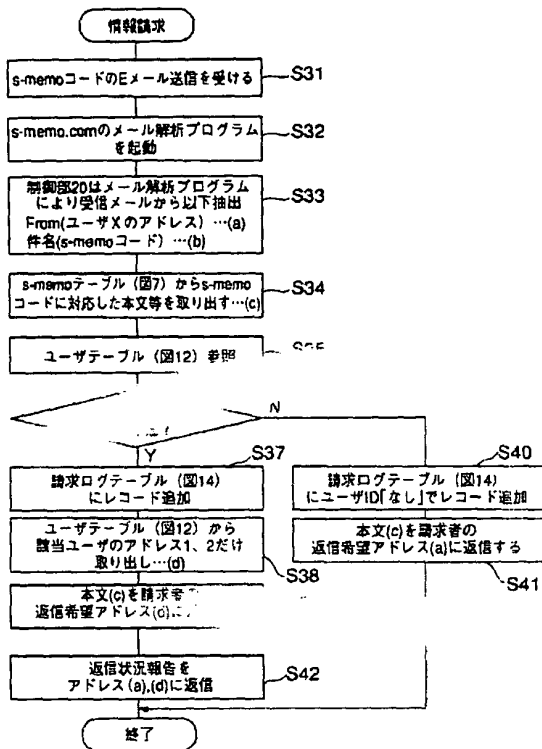 情報請求
s-memoコードのEメール送信を受ける
S31
s-memo.comのメール解析プログラム
を起動
S32
制御部20はメール解析プログラム
により受信メールから以下抽出
From(ユーザXのアドレス) …(a)
件名(s-memoコード) …(b)
S33
s-memoテーブル (図7) からs-memo
コードに対応した本文等を取り出す…(c)
S34
ユーザテーブル (図12) 参照
N
Y
S37
請求ログテーブル (図14)
にレコード追加
S40
請求ログテーブル (図14)
にユーザID「なし」でレコード追加
ユーザテーブル (図12) から
該当ユーザのアドレス1、2だけ
取り出し…(d)
S38
本文(c)を請求者の
返信希望アドレス(a)に返信する
S41
本文(c)を請求者
返信希望アドレス(d)に
返信状況報告を
アドレス(a),(d)に返信
S42
終了